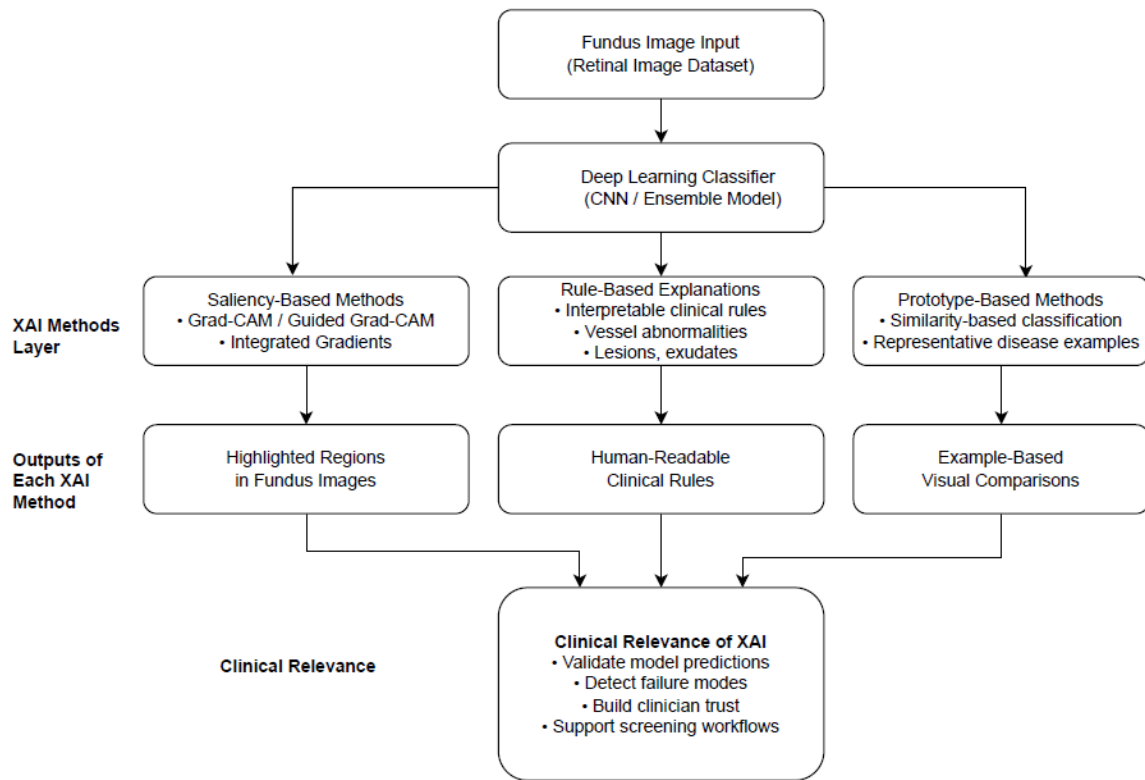 Fundus Image Input
(Retinal Image Dataset)
Deep Learning Classifier
(CNN / Ensemble Model)
XAI Methods
Layer
Saliency-Based Methods
• Grad-CAM / Guided Grad-CAM
• Integrated Gradients
Rule-Based Explanations
• Interpretable clinical rules
• Vessel abnormalities
• Lesions, exudates
Prototype-Based Methods
• Similarity-based classification
• Representative disease examples
Outputs of
Each XAI
Method
Highlighted Regions
in Fundus Images
Human-Readable
Clinical Rules
Example-Based
Visual Comparisons
Clinical Relevance
Clinical Relevance of XAI
• Validate model predictions
• Detect failure modes
• Build clinician trust
• Support screening workflows